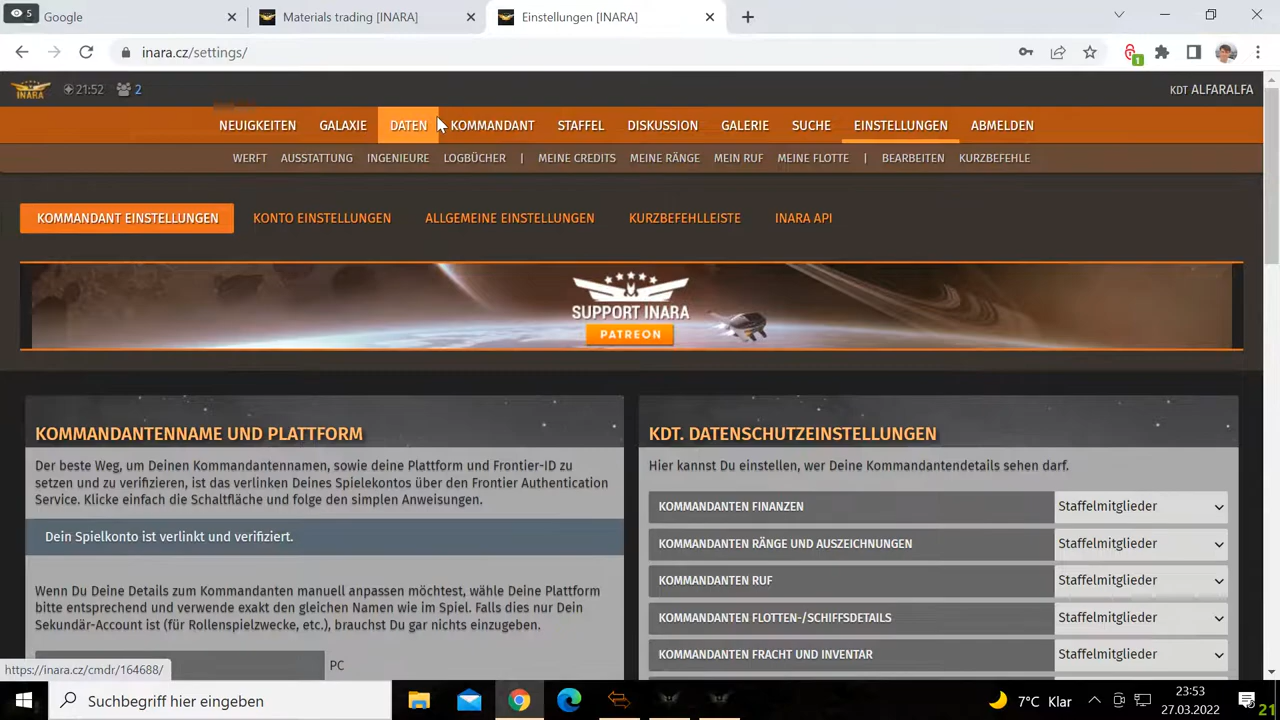 5
Google
Materials trading [INARA]
Einstellungen [INARA]
inara.cz/settings/
1
INARA
21:52
2
KDT ALFARALFA
NEUIGKEITEN
GALAXIE
DATEN
KOMMANDANT
STAFFEL
DISKUSSION
GALERIE
SUCHE
EINSTELLUNGEN
ABMELDEN
WERFT
AUSSTATTUNG
INGENIEURE
LOGBÜCHER
|
MEINE CREDITS
MEINE RÄNGE
MEIN RUF
MEINE FLOTTE
|
BEARBEITEN
KURZBEFEHLE
KOMMANDANT EINSTELLUNGEN
KONTO EINSTELLUNGEN
ALLGEMEINE EINSTELLUNGEN
KURZBEFEHLLEISTE
INARA API
SUPPORT INARA
PATREON
KOMMANDANTENNAME UND PLATTFORM
Der beste Weg, um Deinen Kommandantennamen, sowie deine Plattform und Frontier-ID zu
setzen und zu verifizieren, ist das verlinken Deines Spielekontos über den Frontier Authentication
Service. Klicke einfach die Schaltfläche und folge den simplen Anweisungen.
Dein Spielkonto ist verlinkt und verifiziert.
Wenn Du Deine Details zum Kommandanten manuell anpassen möchtest, wähle Deine Plattform
bitte entsprechend und verwende exakt den gleichen Namen wie im Spiel. Falls dies nur Dein
Sekundär-Account ist (für Rollenspielzwecke, etc.), brauchst Du gar nichts einzugeben.
PC
KDT. DATENSCHUTZEINSTELLUNGEN
Hier kannst Du einstellen, wer Deine Kommandantendetails sehen darf.
KOMMANDANTEN FINANZEN
Staffelmitglieder
KOMMANDANTEN RÄNGE UND AUSZEICHNUNGEN
Staffelmitglieder
KOMMANDANTEN RUF
Staffelmitglieder
KOMMANDANTEN FLOTTEN-/SCHIFFSDETAILS
Staffelmitglieder
KOMMANDANTEN FRACHT UND INVENTAR
Staffelmitglieder
https://inara.cz/cmdr/164688/
Suchbegriff hier eingeben
7°C Klar
23:53
27.03.2022
21